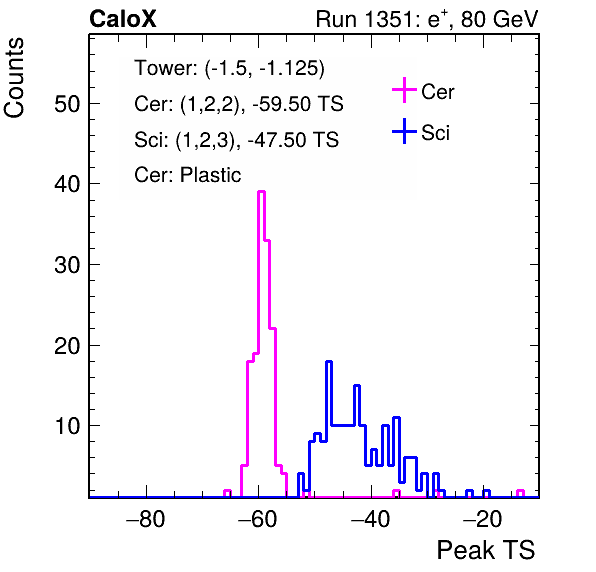 CaloX Run 1351: e⁺, 80 GeV
Counts
Tower: (-1.5, -1.125)
Cer: (1,2,2), -59.50 TS
Sci: (1,2,3), -47.50 TS
Cer: Plastic
Cer
Sci
50
40
30
20
10
−80 −60 −40 −20
Peak TS